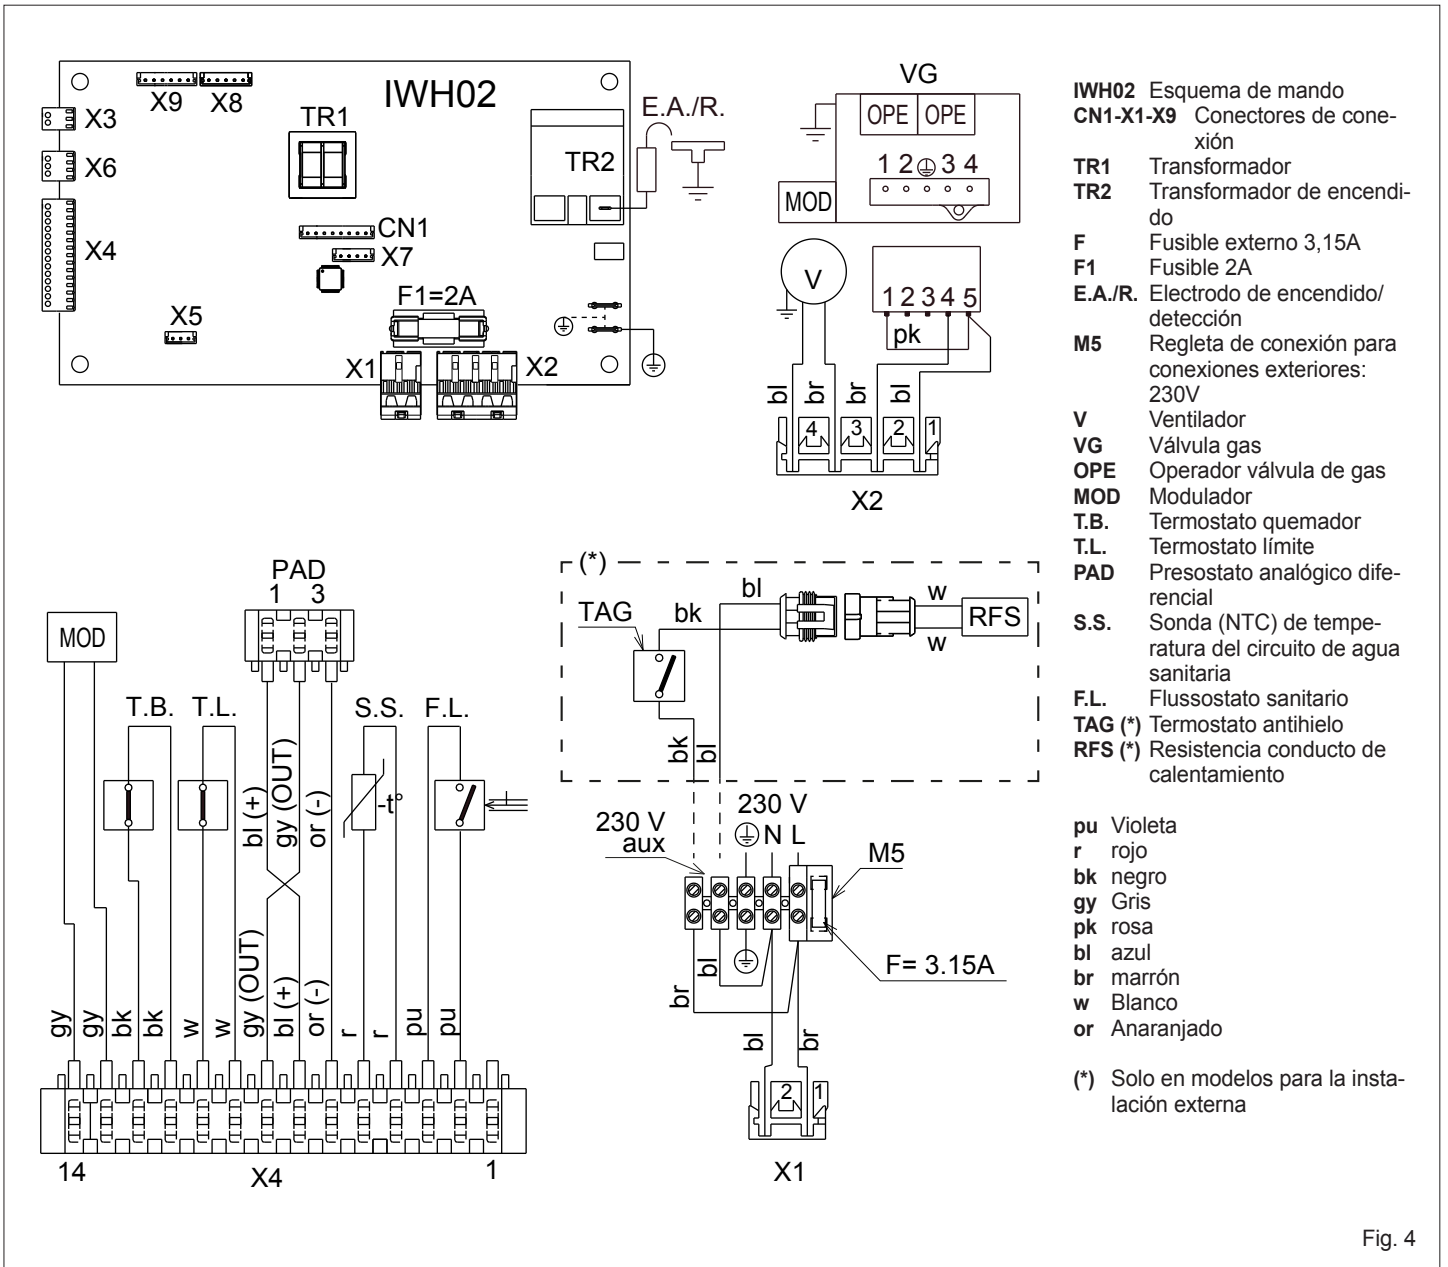 IWH02
X9 X8
X3
X6
X4
TR1
TR2
E.A./R.
CN1
X7
X5
F1=2A
X1
X2
VG
OPE OPE
1 2 3 4
MOD
V
1 2 3 4 5
pk
bl br br bl
4 3 2 1
X2
PAD
1 3
MOD
T.B. T.L. S.S. F.L.
-t°
bl (+) gy (OUT) or (-)
gy gy bk bk w w gy (OUT) bl (+) or (-) r r pu pu
14 X4 1
(*)
TAG
bk
bl
w
w
RFS
bk bl
230 V
aux
230 V
N L
M5
F= 3.15A
br bl
bl br
2 1
X1
IWH02 Esquema de mando
CN1-X1-X9 Conectores de cone-
xión
TR1 Transformador
TR2 Transformador de encendi-
do
F Fusible externo 3,15A
F1 Fusible 2A
E.A./R. Electrodo de encendido/
detección
M5 Regleta de conexión para
conexiones exteriores:
230V
V Ventilador
VG Válvula gas
OPE Operador válvula de gas
MOD Modulador
T.B. Termostato quemador
T.L. Termostato límite
PAD Presostato analógico dife-
rencial
S.S. Sonda (NTC) de tempe-
ratura del circuito de agua
sanitaria
F.L. Flussostato sanitario
TAG (*) Termostato antihielo
RFS (*) Resistencia conducto de
calentamiento
pu Violeta
r rojo
bk negro
gy Gris
pk rosa
bl azul
br marrón
w Blanco
or Anaranjado
(*) Solo en modelos para la insta-
lación externa
Fig. 4